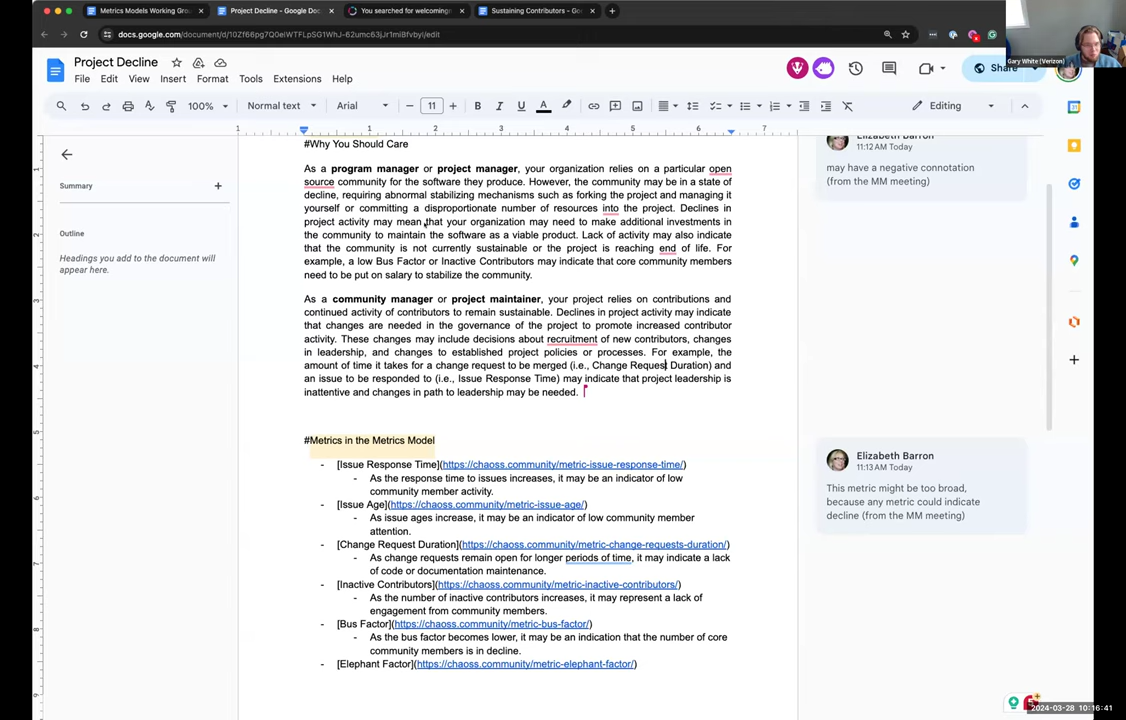 Metrics Models Working Gro
Project Decline - Google Doc
You searched for welcoming
Sustaining Contributors - Go
docs.google.com/document/d/10Zf66pg7Q0eiWTFLpSG1WhJ-62umc63jJr1mi8fvbyI/edit
Gary White (Verizon)
Project Decline
File Edit View Insert Format Tools Extensions Help
Share
100% Normal text Arial 11 Editing
1 1 2 3 4 5 6 7
Summary
Outline
Headings you add to the document will
appear here.
#Why You Should Care
As a program manager or project manager, your organization relies on a particular open
source community for the software they produce. However, the community may be in a state of
decline, requiring abnormal stabilizing mechanisms such as forking the project and managing it
yourself or committing a disproportionate number of resources into the project. Declines in
project activity may mean that your organization may need to make additional investments in
the community to maintain the software as a viable product. Lack of activity may also indicate
that the community is not currently sustainable or the project is reaching end of life. For
example, a low Bus Factor or Inactive Contributors may indicate that core community members
need to be put on salary to stabilize the community.
As a community manager or project maintainer, your project relies on contributions and
continued activity of contributors to remain sustainable. Declines in project activity may indicate
that changes are needed in the governance of the project to promote increased contributor
activity. These changes may include decisions about recruitment of new contributors, changes
in leadership, and changes to established project policies or processes. For example, the
amount of time it takes for a change request to be merged (i.e., Change Request Duration) and
an issue to be responded to (i.e., Issue Response Time) may indicate that project leadership is
inattentive and changes in path to leadership may be needed.
#Metrics in the Metrics Model
- [Issue Response Time](https://chaoss.community/metric-issue-response-time/)
- As the response time to issues increases, it may be an indicator of low
community member activity.
- [Issue Age](https://chaoss.community/metric-issue-age/)
- As issue ages increase, it may be an indicator of low community member
attention.
- [Change Request Duration](https://chaoss.community/metric-change-requests-duration/)
- As change requests remain open for longer periods of time, it may indicate a lack
of code or documentation maintenance.
- [Inactive Contributors](https://chaoss.community/metric-inactive-contributors/)
- As the number of inactive contributors increases, it may represent a lack of
engagement from community members.
- [Bus Factor](https://chaoss.community/metric-bus-factor/)
- As the bus factor becomes lower, it may be an indication that the number of core
community members is in decline.
- [Elephant Factor](https://chaoss.community/metric-elephant-factor/)
Elizabeth Barron
11:12 AM Today
may have a negative connotation
(from the MM meeting)
Elizabeth Barron
11:13 AM Today
This metric might be too broad,
because any metric could indicate
decline (from the MM meeting)
2024-03-28 10:16:41